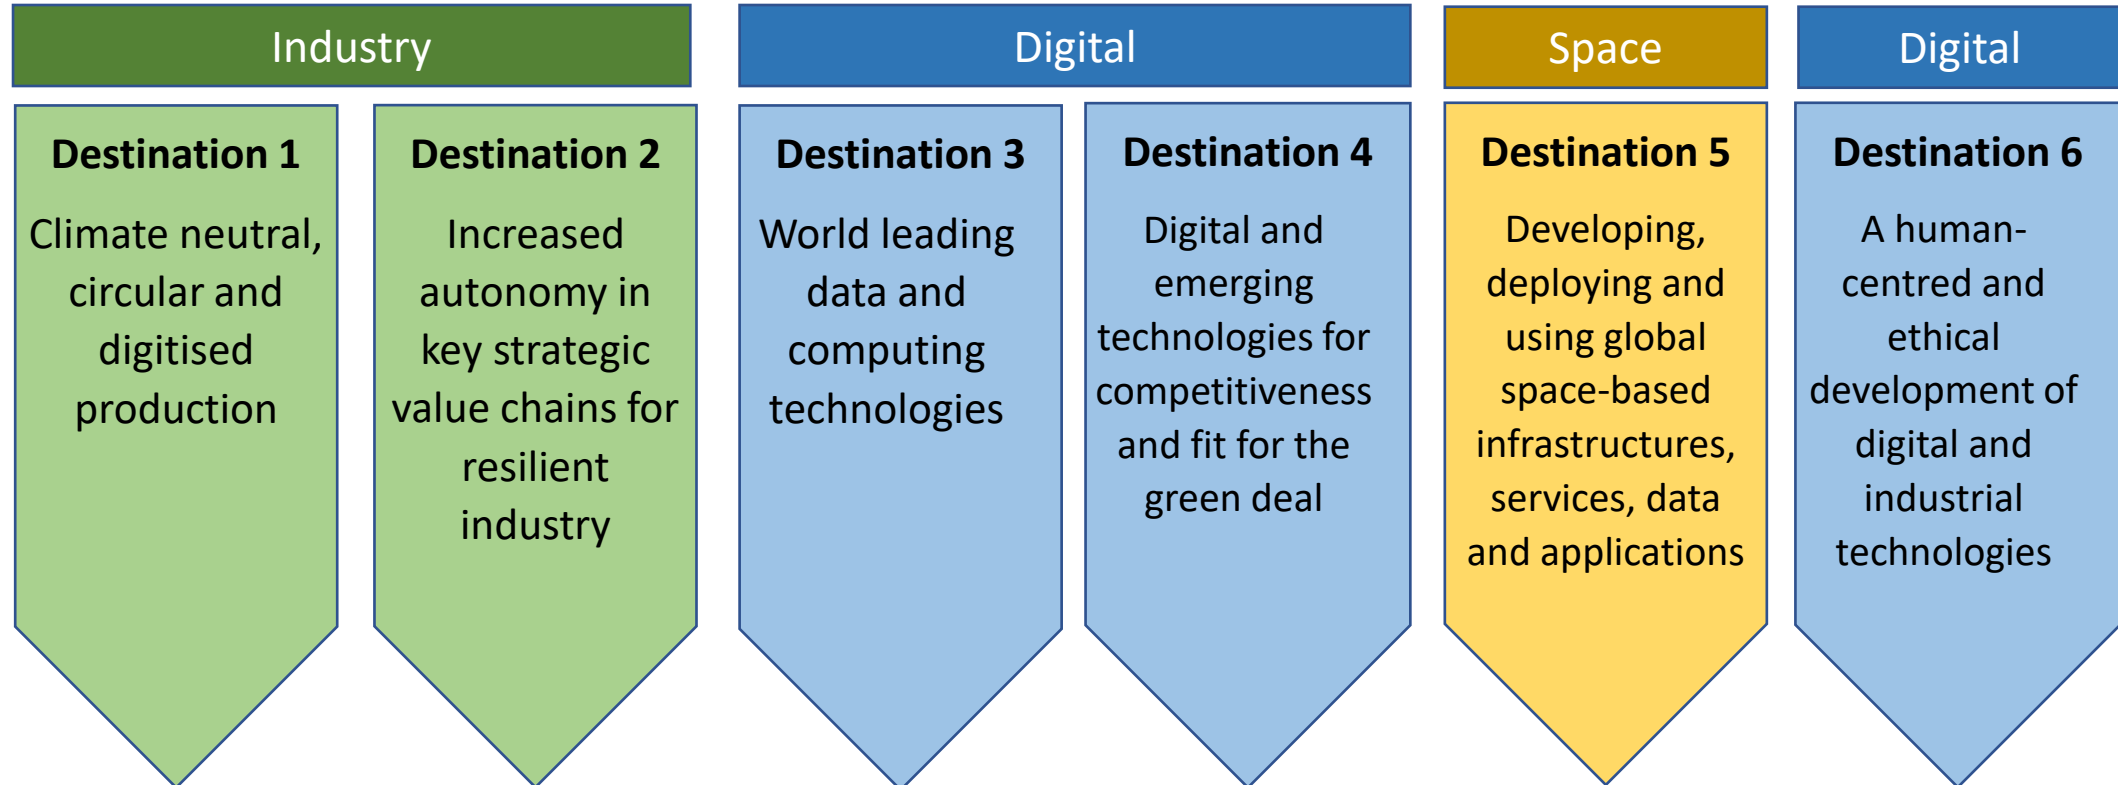 Industry
Digital
Space
Digital
Destination 1
Climate neutral,
circular and
digitised
production
Destination 2
Increased
autonomy in
key strategic
value chains for
resilient
industry
Destination 3
World leading
data and
computing
technologies
Destination 4
Digital and
emerging
technologies for
competitiveness
and fit for the
green deal
Destination 5
Developing,
deploying and
using global
space-based
infrastructures,
services, data
and applications
Destination 6
A human-
centred and
ethical
development of
digital and
industrial
technologies